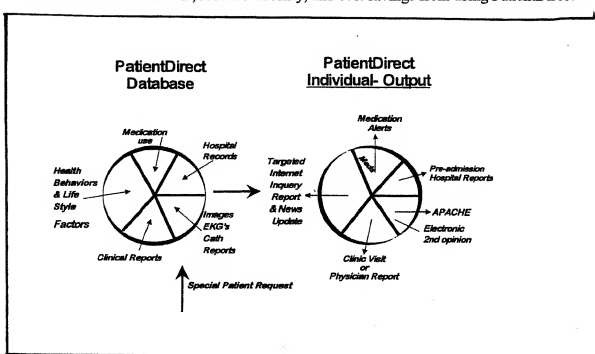 PatientDirect
Database
PatientDirect
Individual- Output
Medication
use
Hospital
Records
Health
Behaviors
& Life
Style
Factors
Images
EKG's
Cath
Reports
Clinical Reports
Special Patient Request
Medication
Alerts
Meds
Targeted
Internet
Inquery
Report
& News
Update
Pre-admission
Hospital Reports
APACHE
Electronic
2nd opinion
Clinic Visit
or
Physician Report